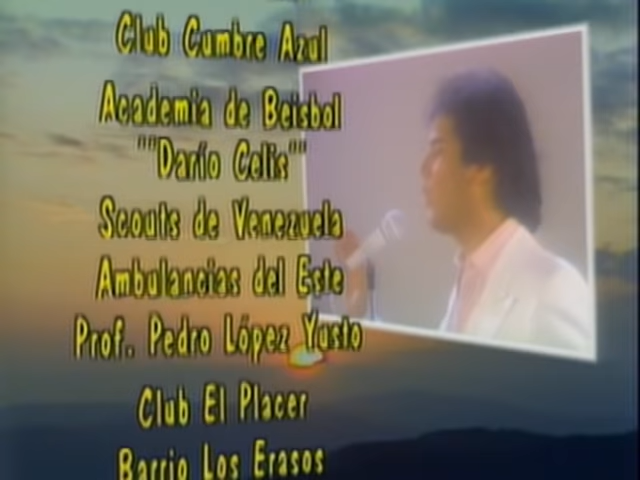 Club Cumbre Azul
Academia de Beisbol
""Darío Celis""
Scouts de Venezuela
Ambulancias del Este
Prof. Pedro López Yusto
Club El Placer
Barrio Los Erasos